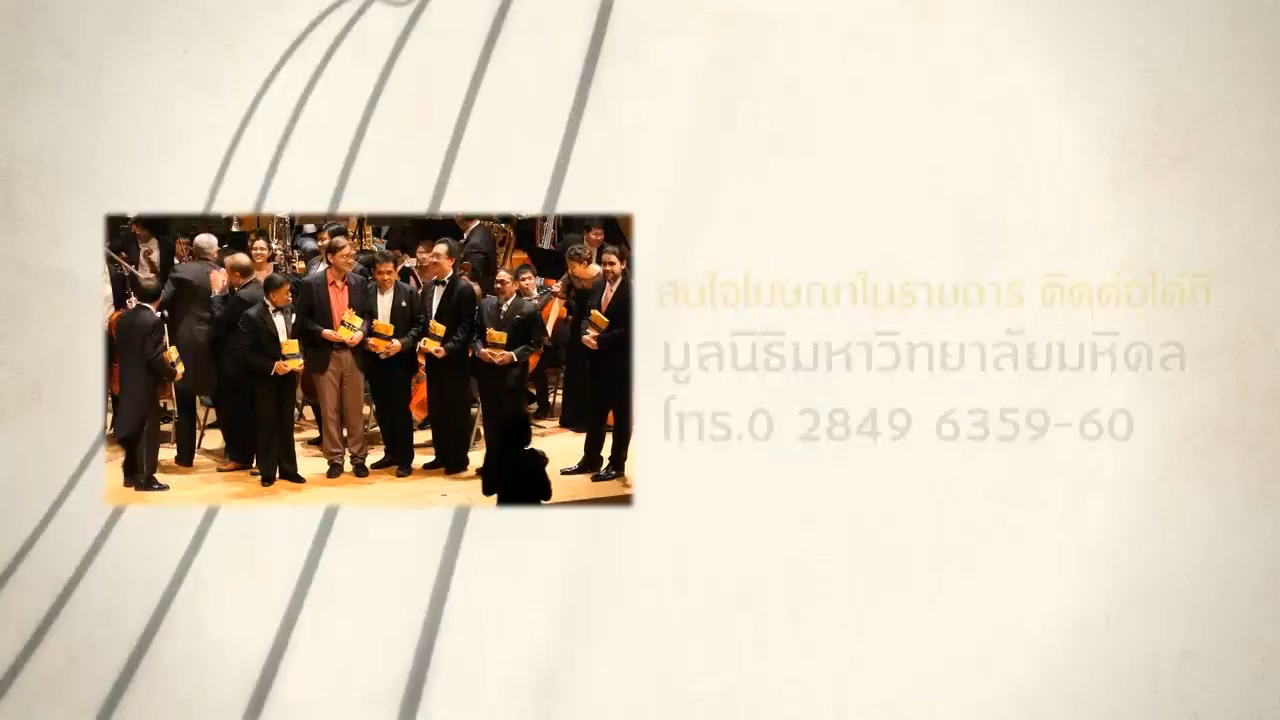 สนใจโฆษณาในรายการ ติดต่อได้ที่
มูลนิธิมหาวิทยาลัยมหิดล
โทร.0 2849 6359-60